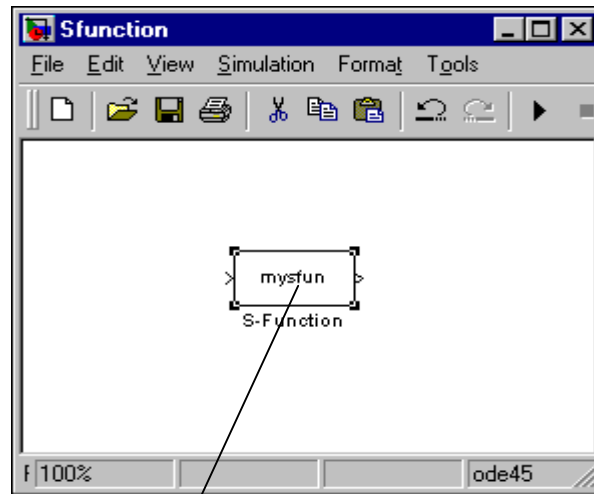 Sfunction
File Edit View Simulation Format Tools
mysfun
S-Function
100% ode45